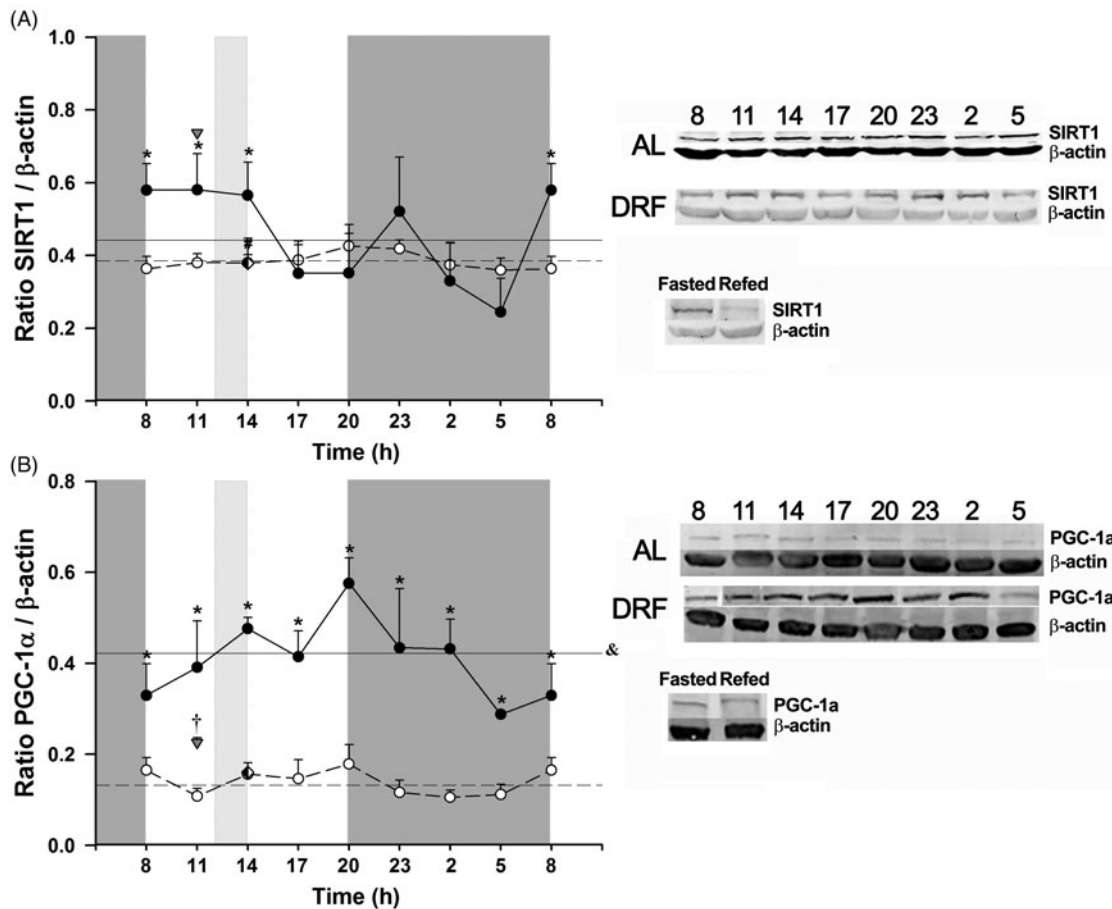 (A)
1.0
0.8
0.6
0.4
0.2
0.0
Ratio SIRT1 / β-actin
* * * *
#
8 11 14 17 20 23 2 5 8
Time (h)
8 11 14 17 20 23 2 5
AL SIRT1
β-actin
DRF SIRT1
β-actin
Fasted Refed
SIRT1
β-actin
(B)
0.8
0.6
0.4
0.2
0.0
Ratio PGC-1α / β-actin
* * * * * * * * *
&
†
8 11 14 17 20 23 2 5 8
Time (h)
8 11 14 17 20 23 2 5
AL PGC-1a
β-actin
DRF PGC-1a
β-actin
Fasted Refed
PGC-1a
β-actin